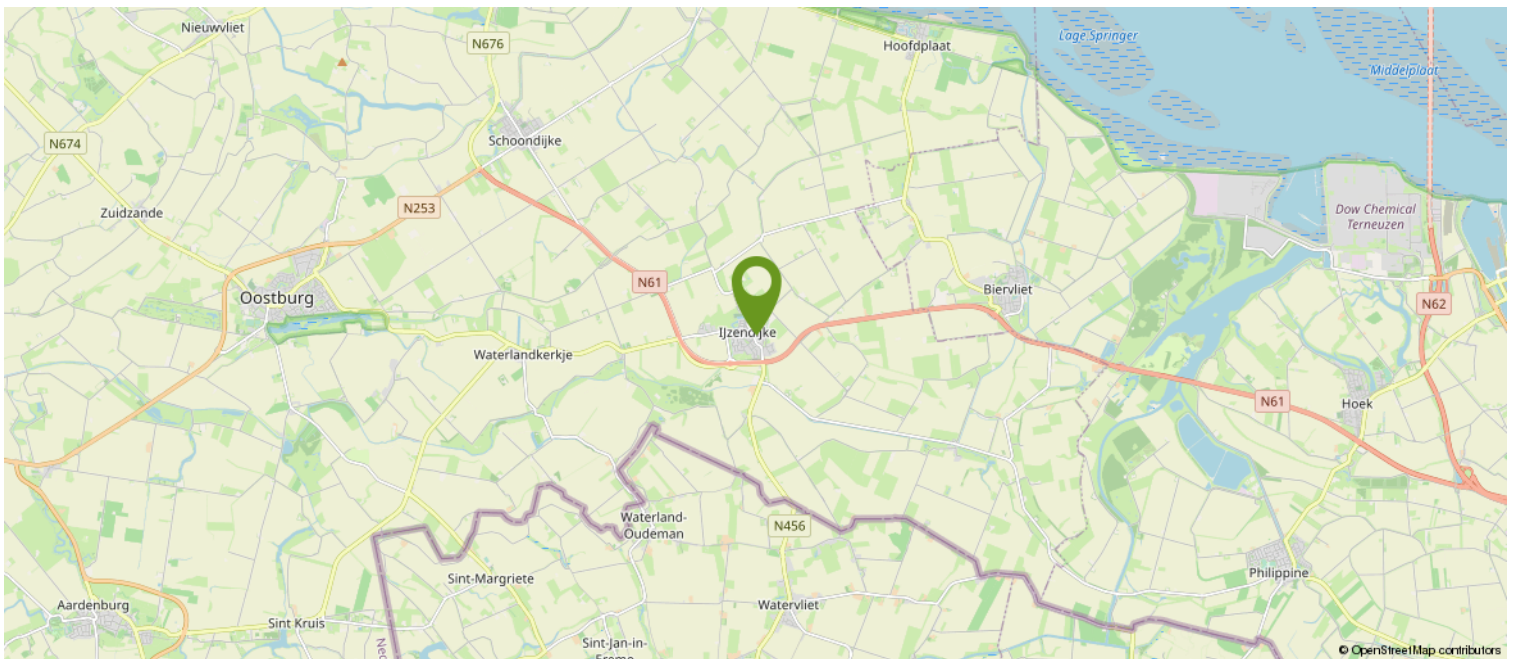 Nieuwvliet
N676
Hoofdplaat
Lage Springer
Middelplaat
N674
Schoondijke
Zuidzande
N253
Dow Chemical
Terneuzen
N61
Biervliet
Oostburg
N62
IJzendijke
Waterlandkerkje
N61
Hoek
Waterland-
Oudeman
N456
Sint-Margriete
Philippine
Aardenburg
Watervliet
Sint Kruis
Sint-Jan-in-
Eremo
© OpenStreetMap contributors